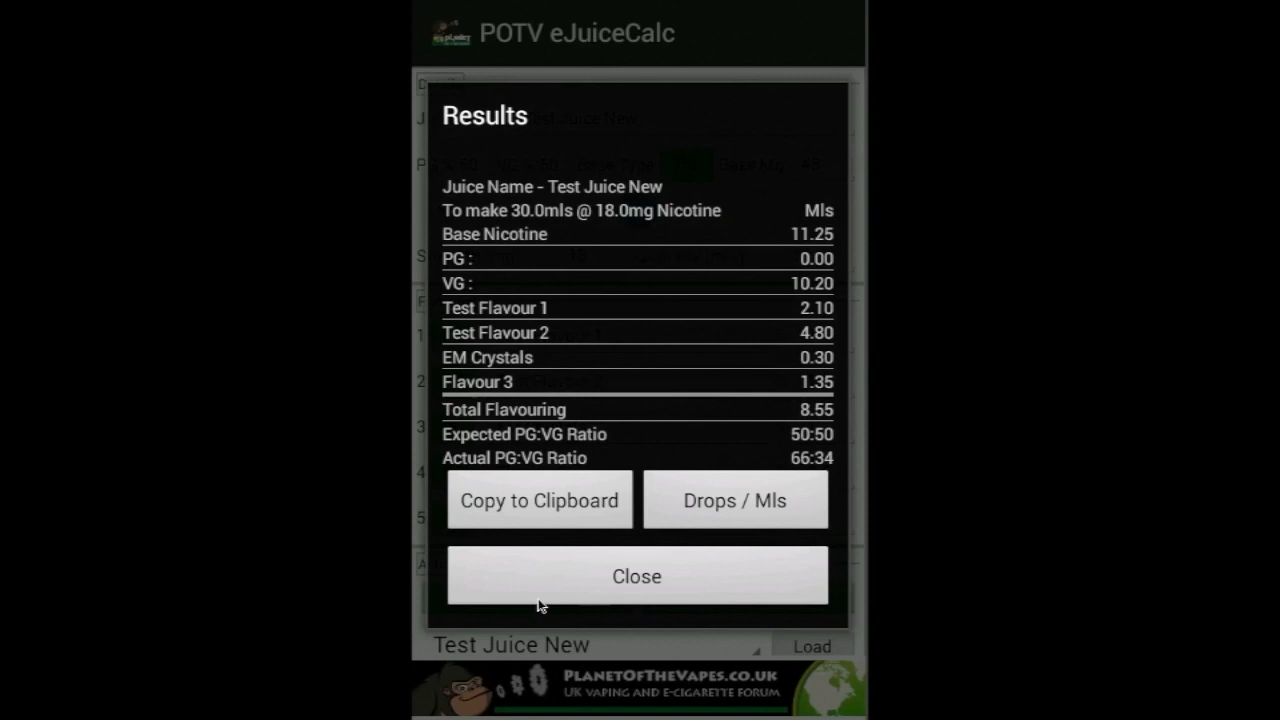 POTV eJuiceCalc
Results
Juice Name - Test Juice New
To make 30.0mls @ 18.0mg Nicotine Mls
Base Nicotine 11.25
PG : 0.00
VG : 10.20
Test Flavour 1 2.10
Test Flavour 2 4.80
EM Crystals 0.30
Flavour 3 1.35
Total Flavouring 8.55
Expected PG:VG Ratio 50:50
Actual PG:VG Ratio 66:34
Copy to Clipboard Drops / Mls
Close
Test Juice New Load
PLANETOFTHEVAPES.CO.UK
UK VAPING AND E-CIGARETTE FORUM